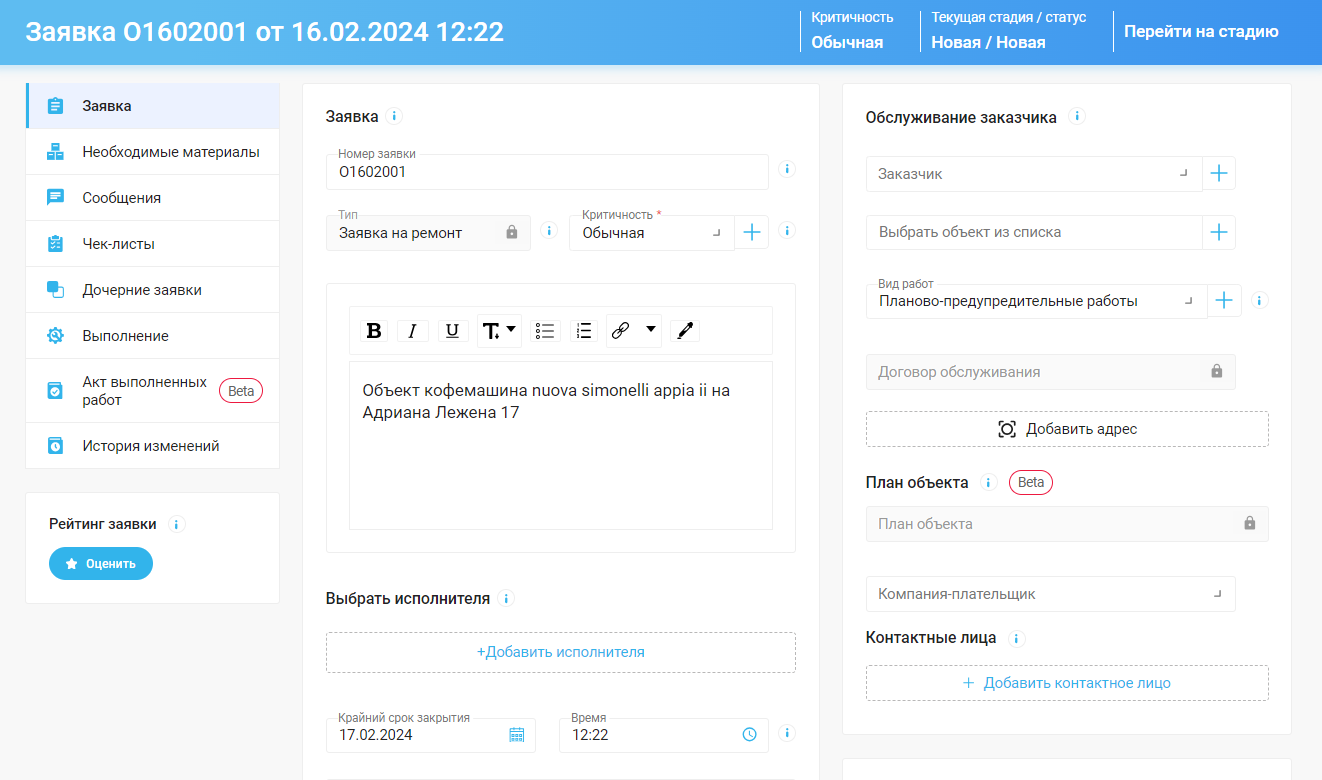 Заявка О1602001 от 16.02.2024 12:22
Критичность
Обычная
Текущая стадия / статус
Новая / Новая
Перейти на стадию
Заявка
Необходимые материалы
Сообщения
Чек-листы
Дочерние заявки
Выполнение
Акт выполненных
работ
Beta
История изменений
Рейтинг заявки
Оценить
Заявка
Номер заявки
О1602001
Тип
Заявка на ремонт
Критичность *
Обычная
Объект кофемашина nuova simonelli appia ii на
Адриана Лежена 17
Выбрать исполнителя
+Добавить исполнителя
Крайний срок закрытия
17.02.2024
Время
12:22
Обслуживание заказчика
Заказчик
Выбрать объект из списка
Вид работ
Планово-предупредительные работы
Договор обслуживания
Добавить адрес
План объекта
Beta
План объекта
Компания-плательщик
Контактные лица
+ Добавить контактное лицо